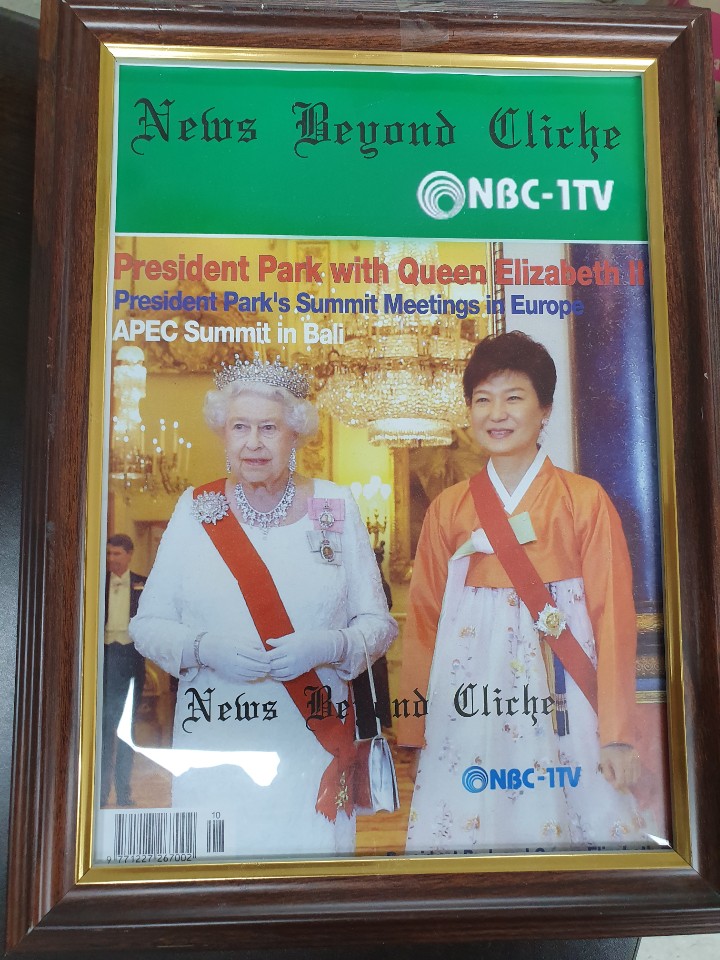 News Beyond Cliche
NBC-1TV
President Park with Queen Elizabeth II
President Park's Summit Meetings in Europe
APEC Summit in Bali
News Beyond Cliche
NBC-1TV
10
9 771227 267002